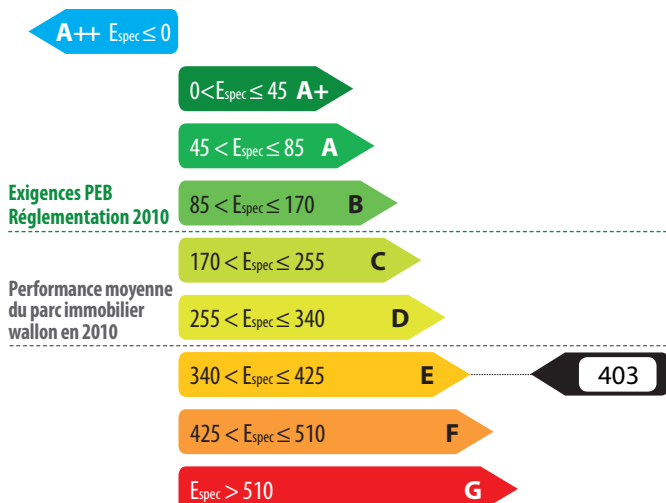 A++ Espec ≤ 0
0<Espec ≤ 45 A+
45 < Espec ≤ 85 A
Exigences PEB
Réglementation 2010
85 < Espec ≤ 170 B
170 < Espec ≤ 255 C
Performance moyenne
du parc immobilier
wallon en 2010
255 < Espec ≤ 340 D
340 < Espec ≤ 425 E
403
425 < Espec ≤ 510 F
Espec > 510 G